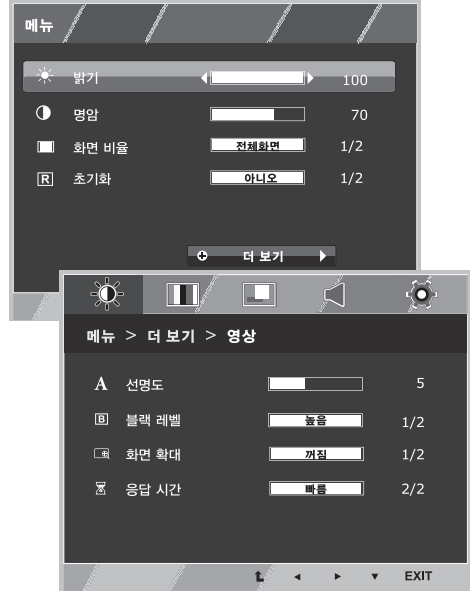 메뉴
밝기 100
명암 70
화면 비율 전체화면 1/2
R 초기화 아니오 1/2
더 보기
메뉴 > 더 보기 > 영상
A 선명도 5
B 블랙 레벨 높음 1/2
화면 확대 꺼짐 1/2
응답 시간 빠름 2/2
EXIT